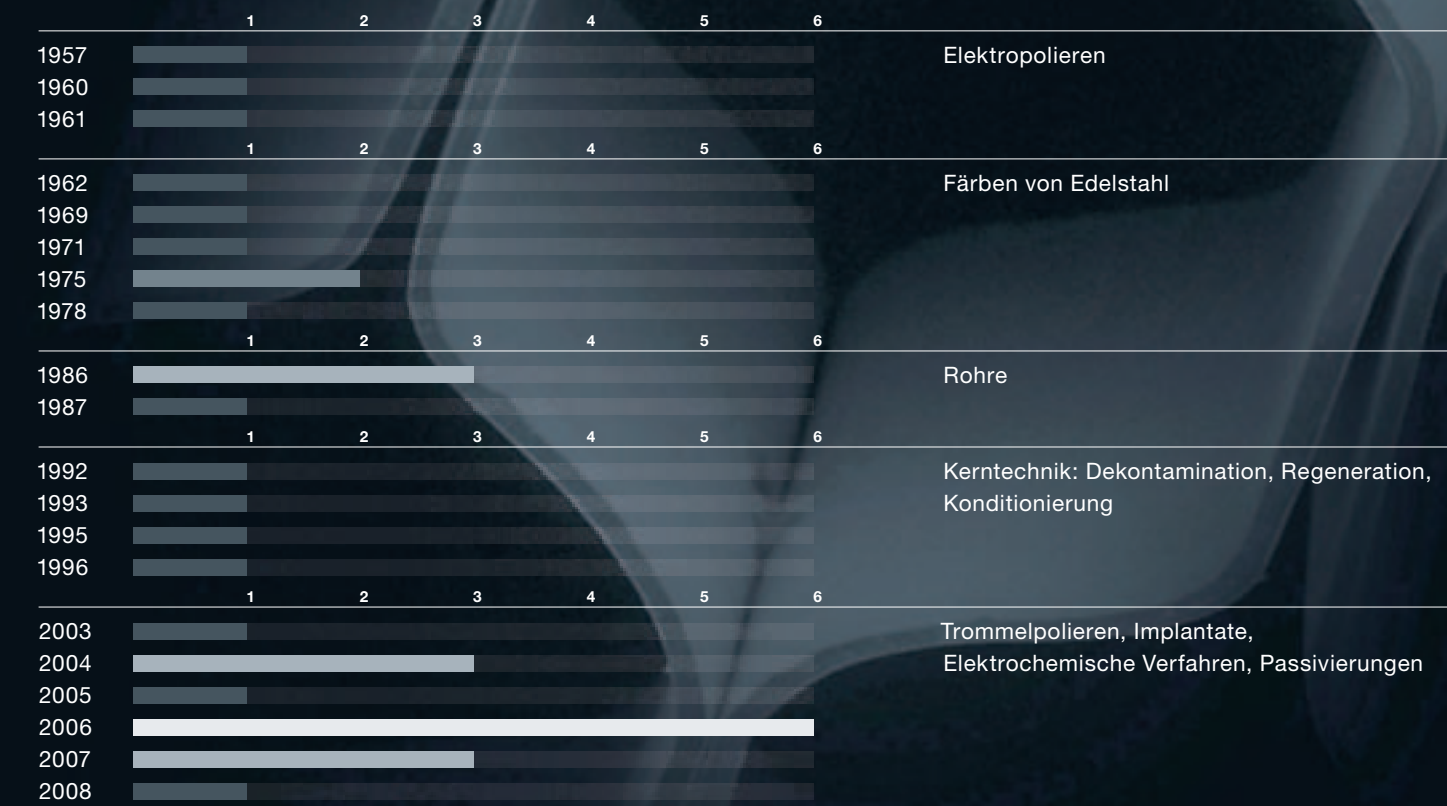 1 2 3 4 5 6
1957 Elektropolieren
1960
1961
1 2 3 4 5 6
1962 Färben von Edelstahl
1969
1971
1975
1978
1 2 3 4 5 6
1986 Rohre
1987
1 2 3 4 5 6
1992 Kerntechnik: Dekontamination, Regeneration,
1993 Konditionierung
1995
1996
1 2 3 4 5 6
2003 Trommelpolieren, Implantate,
2004 Elektrochemische Verfahren, Passivierungen
2005
2006
2007
2008